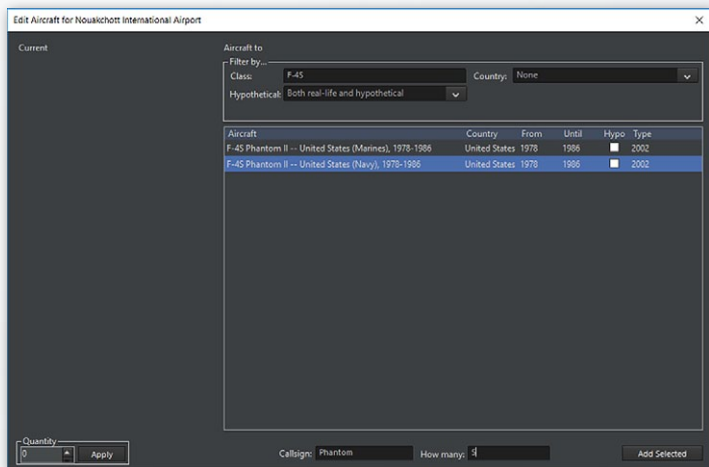 Edit Aircraft for Nouakchott International Airport
Current
Aircraft to
Filter by...
Class: F-4S Country: None
Hypothetical: Both real-life and hypothetical
Aircraft Country From Until Hypo Type
F-4S Phantom II -- United States (Marines), 1978-1986 United States 1978 1986 2002
F-4S Phantom II -- United States (Navy), 1978-1986 United States 1978 1986 2002
Quantity
0 Apply Callsign: Phantom How many: 5 Add Selected